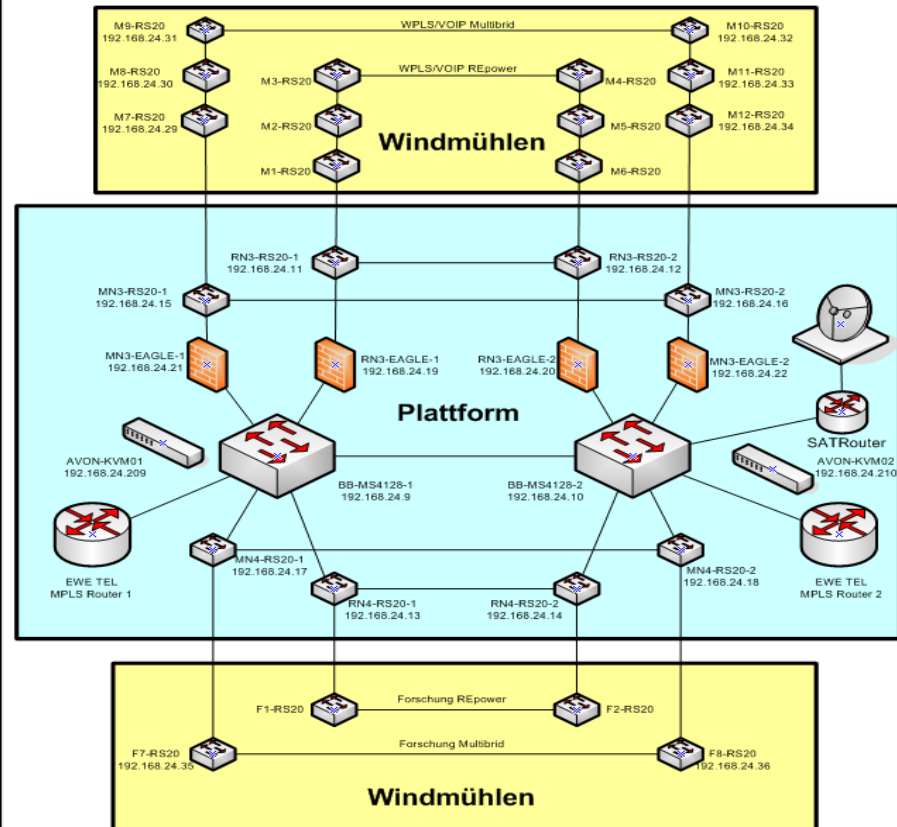 WPLS/VOIP Multibrid
M9-RS20
192.168.24.31
M10-RS20
192.168.24.32
WPLS/VOIP REpower
M8-RS20
192.168.24.30
M3-RS20
M4-RS20
M11-RS20
192.168.24.33
M7-RS20
192.168.24.29
M2-RS20
M5-RS20
M12-RS20
192.168.24.34
Windmühlen
M1-RS20
M6-RS20
RN3-RS20-1
192.168.24.11
RN3-RS20-2
192.168.24.12
MN3-RS20-1
192.168.24.15
MN3-RS20-2
192.168.24.16
MN3-EAGLE-1
192.168.24.21
RN3-EAGLE-1
192.168.24.19
RN3-EAGLE-2
192.168.24.20
MN3-EAGLE-2
192.168.24.22
Plattform
SATRouter
AVON-KVM01
192.168.24.209
BB-MS4128-1
192.168.24.9
BB-MS4128-2
192.168.24.10
AVON-KVM02
192.168.24.210
EWE TEL
MPLS Router 1
MN4-RS20-1
192.168.24.17
MN4-RS20-2
192.168.24.18
EWE TEL
MPLS Router 2
RN4-RS20-1
192.168.24.13
RN4-RS20-2
192.168.24.14
F1-RS20
Forschung REpower
F2-RS20
F7-RS20
192.168.24.35
Forschung Multibrid
F8-RS20
192.168.24.36
Windmühlen